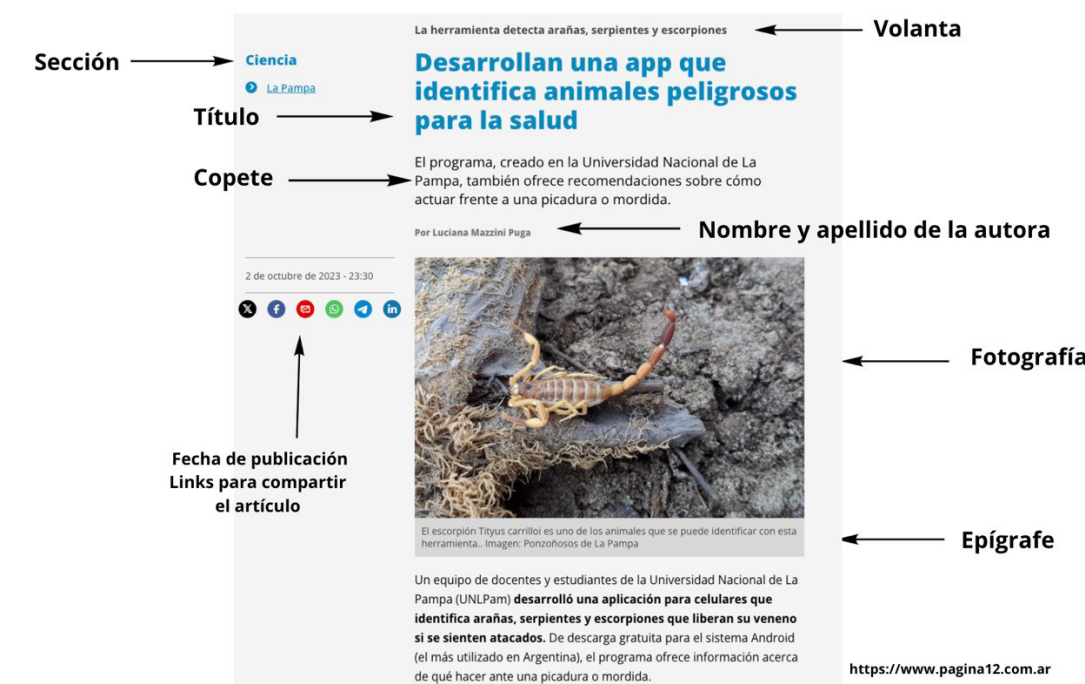 La herramienta detecta arañas, serpientes y escorpiones
Volanta
Sección
Ciencia
La Pampa
Título
Desarrollan una app que
identifica animales peligrosos
para la salud
Copete
El programa, creado en la Universidad Nacional de La
Pampa, también ofrece recomendaciones sobre cómo
actuar frente a una picadura o mordida.
Por Luciana Mazzini Puga
Nombre y apellido de la autora
2 de octubre de 2023 - 23:30
Fotografía
Fecha de publicación
Links para compartir
el artículo
El escorpión Tityus carrilloi es uno de los animales que se puede identificar con esta
herramienta.. Imagen: Ponzoñosos de La Pampa
Epígrafe
Un equipo de docentes y estudiantes de la Universidad Nacional de La
Pampa (UNLPam) desarrolló una aplicación para celulares que
identifica arañas, serpientes y escorpiones que liberan su veneno
si se sienten atacados. De descarga gratuita para el sistema Android
(el más utilizado en Argentina), el programa ofrece información acerca
de qué hacer ante una picadura o mordida.
https://www.pagina12.com.ar